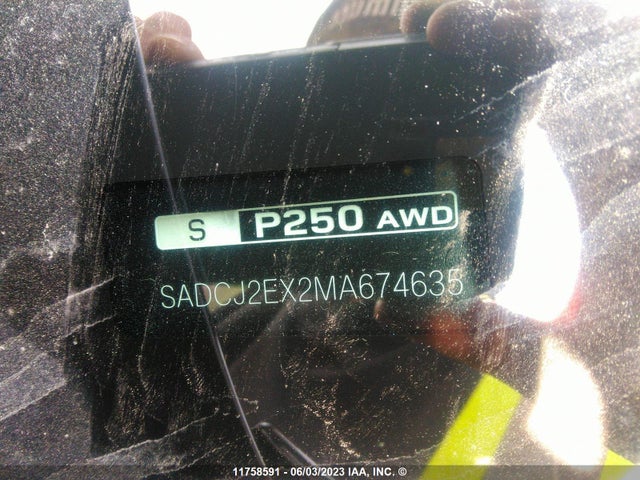 S P250 AWD
SADCJ2EX2MA674635
11758591 - 06/03/2023 IAA, INC. ©